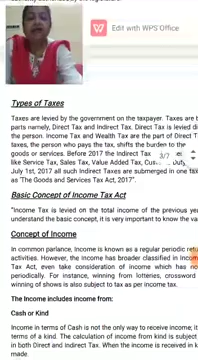 Edit with WPS Office
Types of Taxes
Taxes are levied by the government on the taxpayer. Taxes are b
parts namely, Direct Tax and Indirect Tax. Direct Tax is levied di
the person. Income Tax and Wealth Tax are the part of Direct T
taxes, the person who pays the tax, shifts the burden to the
goods or services. Before 2017 the Indirect Tax 3/7
like Service Tax, Sales Tax, Value Added Tax, Cus Duty,
July 1st, 2017 all such Indirect Taxes are submerged in one tax
as 'The Goods and Services Tax Act, 2017'.
Basic Concept of Income Tax Act
"Income Tax is levied on the total income of the previous ye
understand the basic concept, it is very important to know the va
Concept of Income
In common parlance, Income is known as a regular periodic retu
activities. However, the income has broader classified in Incom
Tax Act, even take consideration of income which has no
periodically. For instance, winning from lotteries, crossword
winning of shows is also subject to tax as per income tax.
The Income includes income from:
Cash or Kind
Income in terms of Cash is not the only way to receive income; it
terms of a kind. The calculation of income from kind is subject
in both Direct and Indirect Tax. When the income is received in k
made.